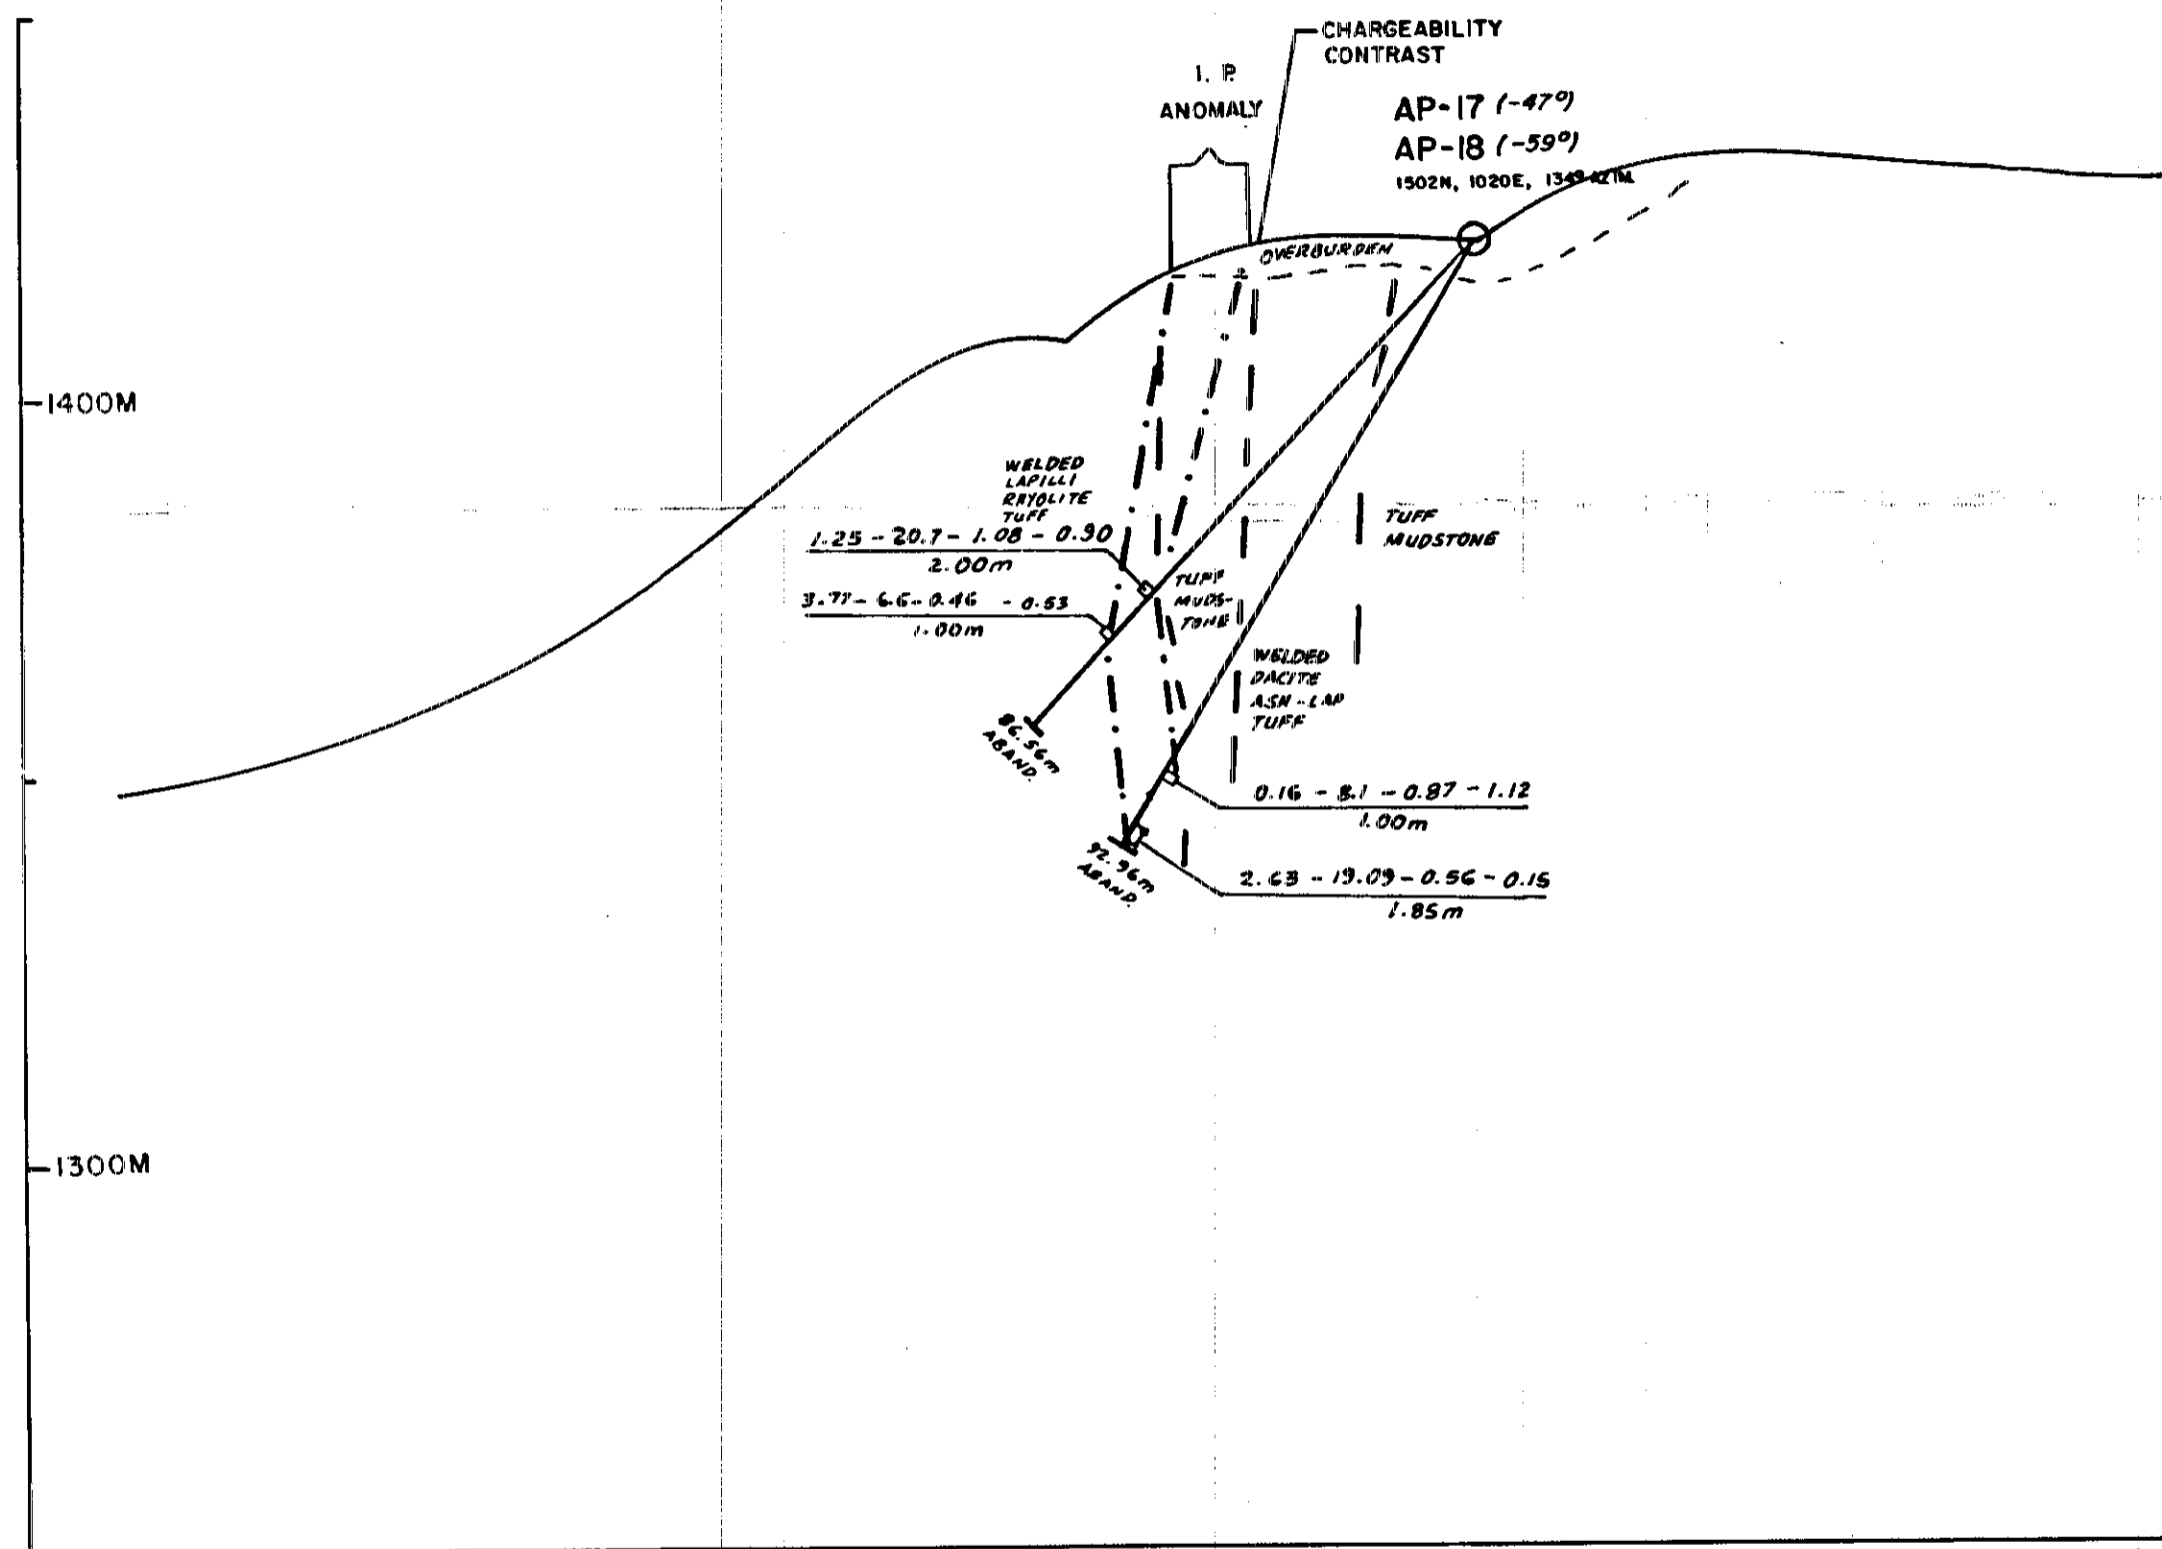 CHARGEABILITY
CONTRAST
I. P.
ANOMALY
AP-17 (-47°)
AP-18 (-59°)
1502N, 1020E,
OVERBURDEN
1400M
WELDED
LAPILLI
RHYOLITE
TUFF
1.25 - 20.7 - 1.08 - 0.90
2.00m
3.77 - 6.6 - 0.46 - 0.53
1.00m
TUFF
MUDS-
TONE
TUFF
MUDSTONE
WELDED
DACITE
ASH-LAP
TUFF
86.56m
ABAND.
0.16 - 8.1 - 0.87 - 1.12
1.00m
92.96m
ABAND.
2.63 - 19.09 - 0.56 - 0.15
1.85m
1300M